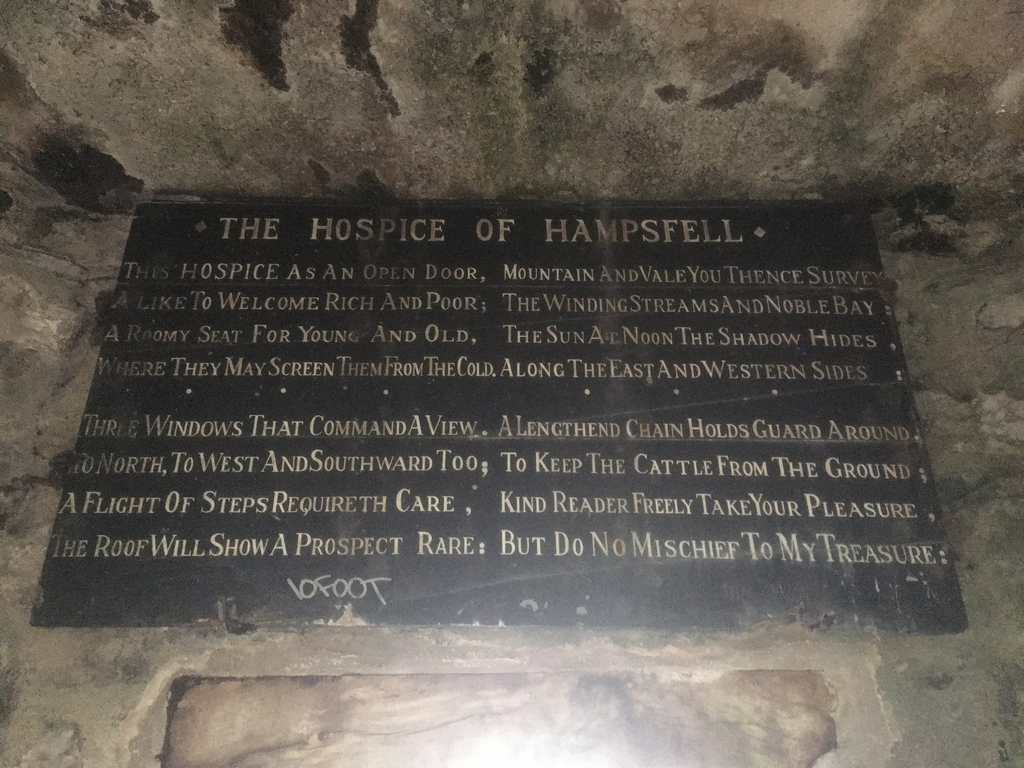 THE HOSPICE OF HAMPSFELL
THIS HOSPICE AS AN OPEN DOOR,
A LIKE TO WELCOME RICH AND POOR;
A ROOMY SEAT FOR YOUNG AND OLD,
WHERE THEY MAY SCREEN THEM FROM THE COLD.
THREE WINDOWS THAT COMMAND A VIEW.
TO NORTH, TO WEST AND SOUTHWARD TOO;
A FLIGHT OF STEPS REQUIRETH CARE,
THE ROOF WILL SHOW A PROSPECT RARE:
MOUNTAIN AND VALE YOU THENCE SURVEY
THE WINDING STREAMS AND NOBLE BAY:
THE SUN AT NOON THE SHADOW HIDES,
ALONG THE EAST AND WESTERN SIDES:
A LENGTHEND CHAIN HOLDS GUARD AROUND,
TO KEEP THE CATTLE FROM THE GROUND;
KIND READER FREELY TAKE YOUR PLEASURE,
BUT DO NO MISCHIEF TO MY TREASURE:
10FOOT